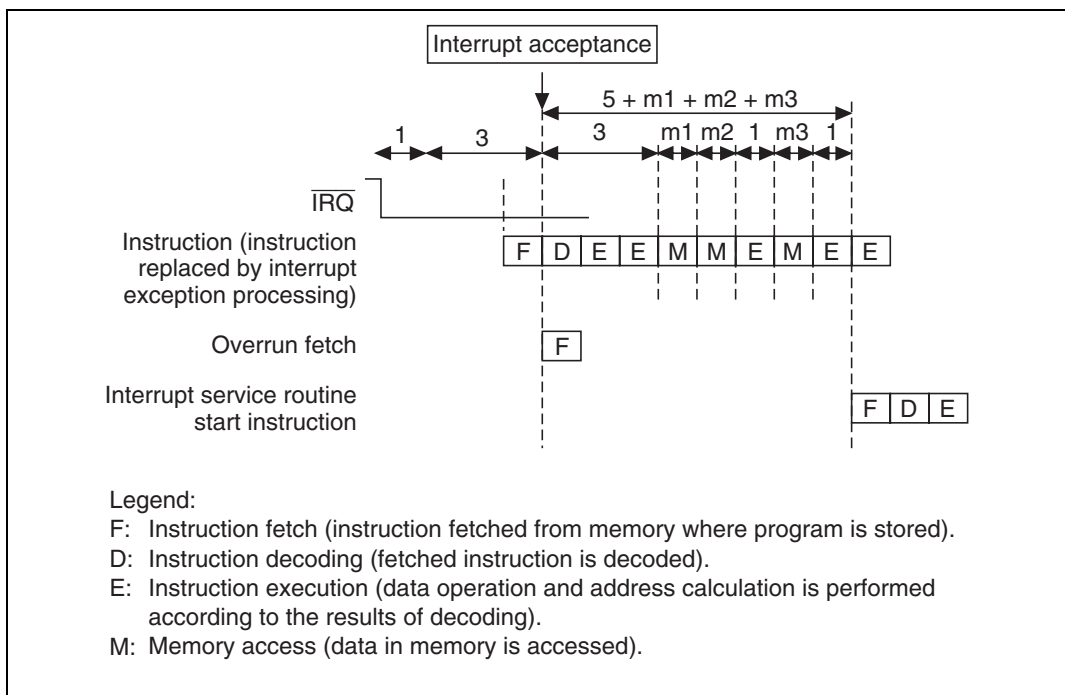 Interrupt acceptance
5 + m1 + m2 + m3
1 3 3 m1 m2 1 m3 1
IRQ
Instruction (instruction
replaced by interrupt
exception processing)
F D E E M M E M E E
Overrun fetch
F
Interrupt service routine
start instruction
F D E
Legend:
F: Instruction fetch (instruction fetched from memory where program is stored).
D: Instruction decoding (fetched instruction is decoded).
E: Instruction execution (data operation and address calculation is performed
according to the results of decoding).
M: Memory access (data in memory is accessed).